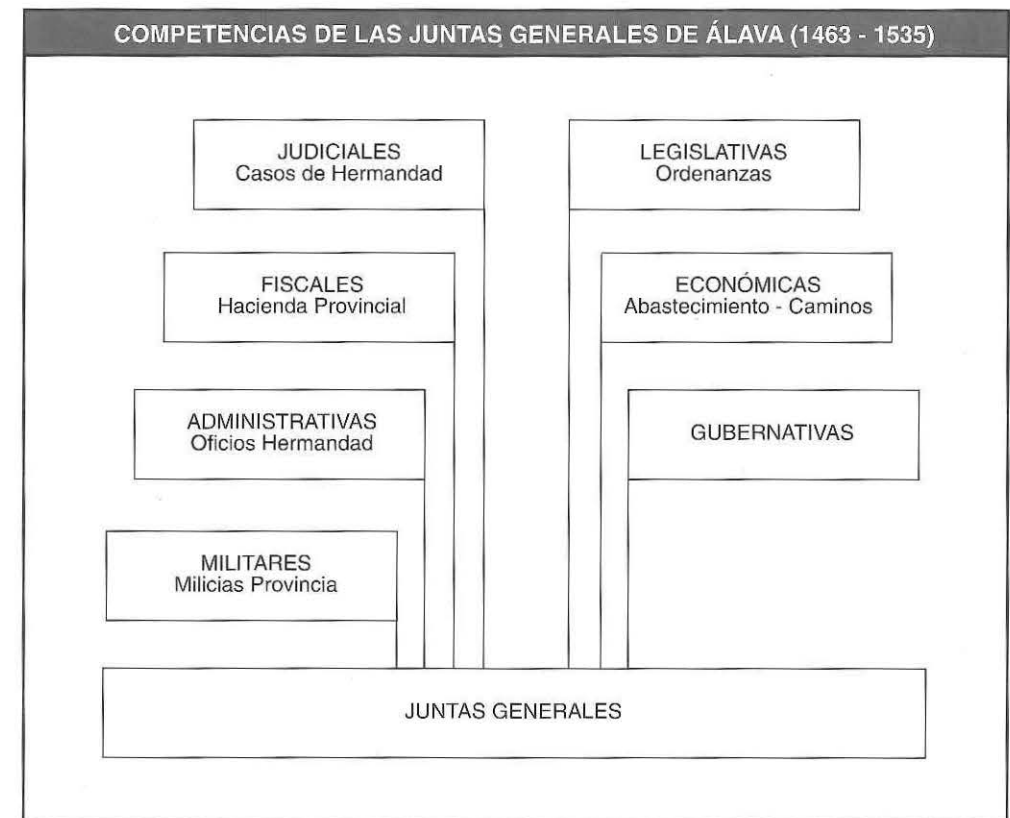 COMPETENCIAS DE LAS JUNTAS GENERALES DE ÁLAVA (1463 - 1535)
JUDICIALES
Casos de Hermandad
LEGISLATIVAS
Ordenanzas
FISCALES
Hacienda Provincial
ECONÓMICAS
Abastecimiento - Caminos
ADMINISTRATIVAS
Oficios Hermandad
GUBERNATIVAS
MILITARES
Milicias Provincia
JUNTAS GENERALES